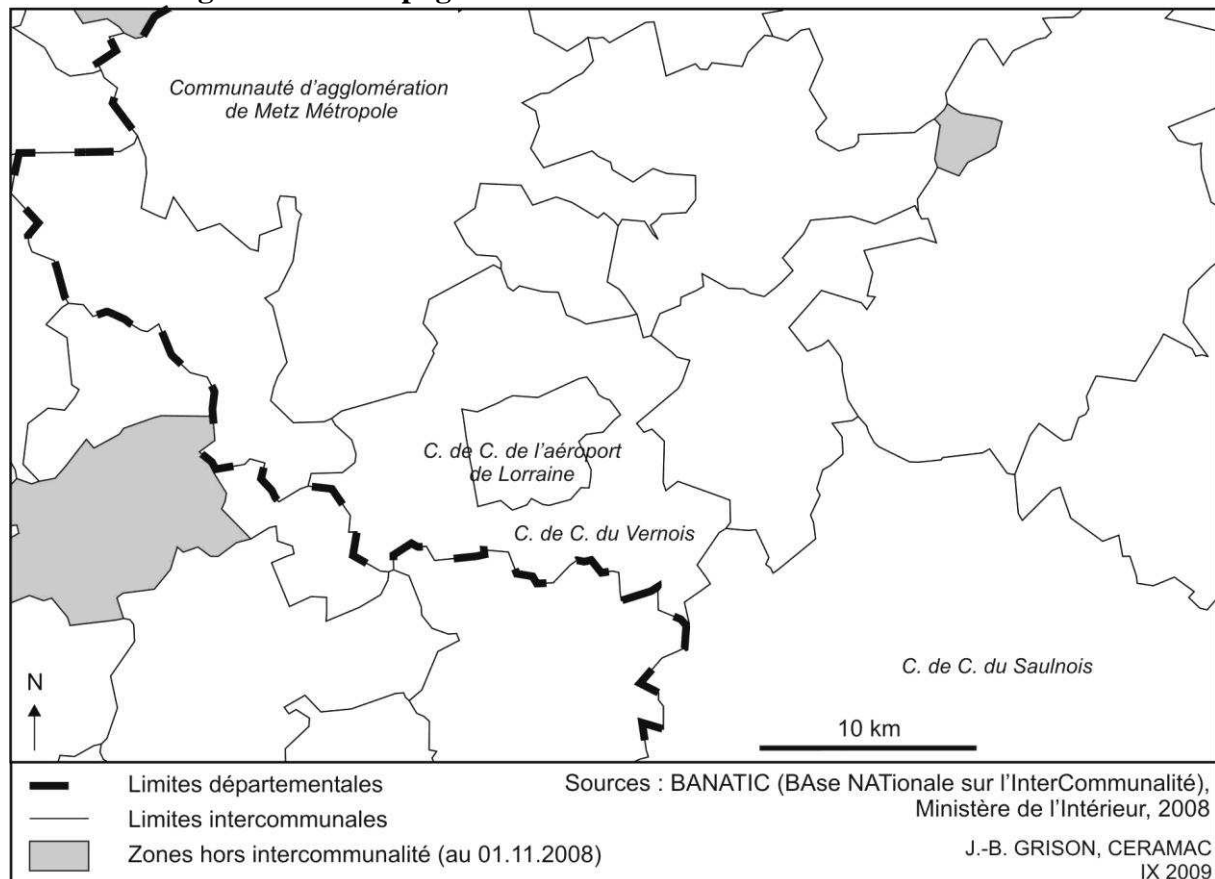 Communauté d'agglomération
de Metz Métropole
C. de C. de l'aéroport
de Lorraine
C. de C. du Vernois
C. de C. du Saulnois
N
10 km
Limites départementales
Limites intercommunales
Zones hors intercommunalité (au 01.11.2008)
Sources : BANATIC (BAse NATionale sur l'InterCommunalité),
Ministère de l'Intérieur, 2008
J.-B. GRISON, CERAMAC
IX 2009